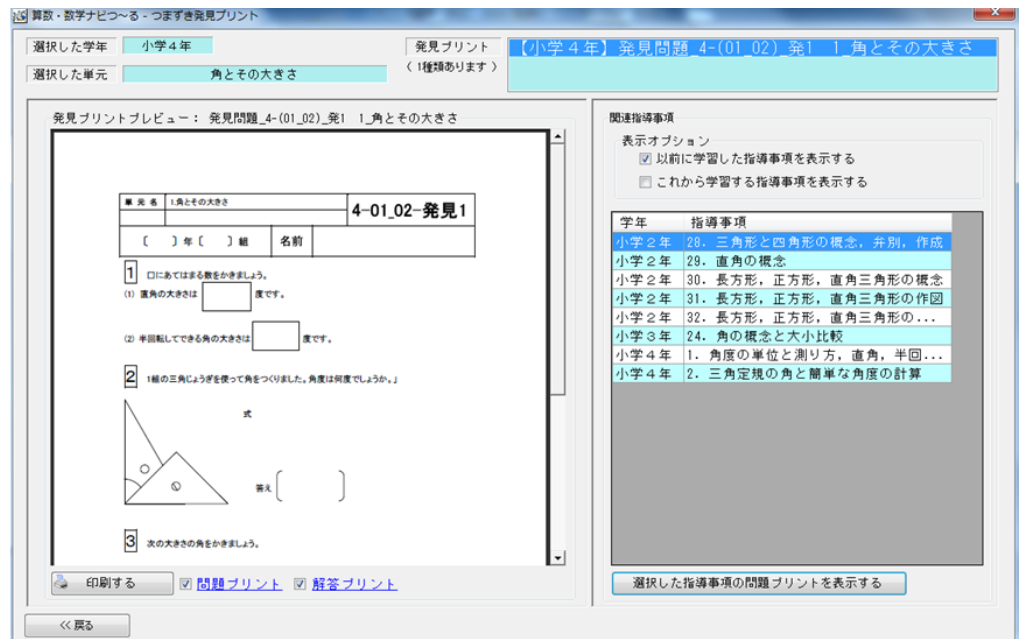 算数・数学ナビつ～る - つまずき発見プリント
選択した学年 小学４年
発見プリント
（1種類あります）
【小学４年】発見問題_4-(01_02)_発1 1_角とその大きさ
選択した単元 角とその大きさ
発見プリントプレビュー： 発見問題_4-(01_02)_発1 1_角とその大きさ
単元名 1.角とその大きさ
4-01_02-発見1
〔 〕年〔 〕組 名前
1 口にあてはまる数をかきましょう。
(1) 直角の大きさは 度です。
(2) 半回転してできる角の大きさは 度です。
2 1組の三角じょうぎを使って角をつくりました。角度は何度でしょうか。」
式
答え
3 次の大きさの角をかきましょう。
印刷する 問題プリント 解答プリント
<<戻る
関連指導事項
表示オプション
以前に学習した指導事項を表示する
これから学習する指導事項を表示する
学年 指導事項
小学２年 28. 三角形と四角形の概念，弁別，作成
小学２年 29. 直角の概念
小学２年 30. 長方形，正方形，直角三角形の概念
小学２年 31. 長方形，正方形，直角三角形の作図
小学２年 32. 長方形，正方形，直角三角形の...
小学３年 24. 角の概念と大小比較
小学４年 1. 角度の単位と測り方，直角，半回...
小学４年 2. 三角定規の角と簡単な角度の計算
選択した指導事項の問題プリントを表示する